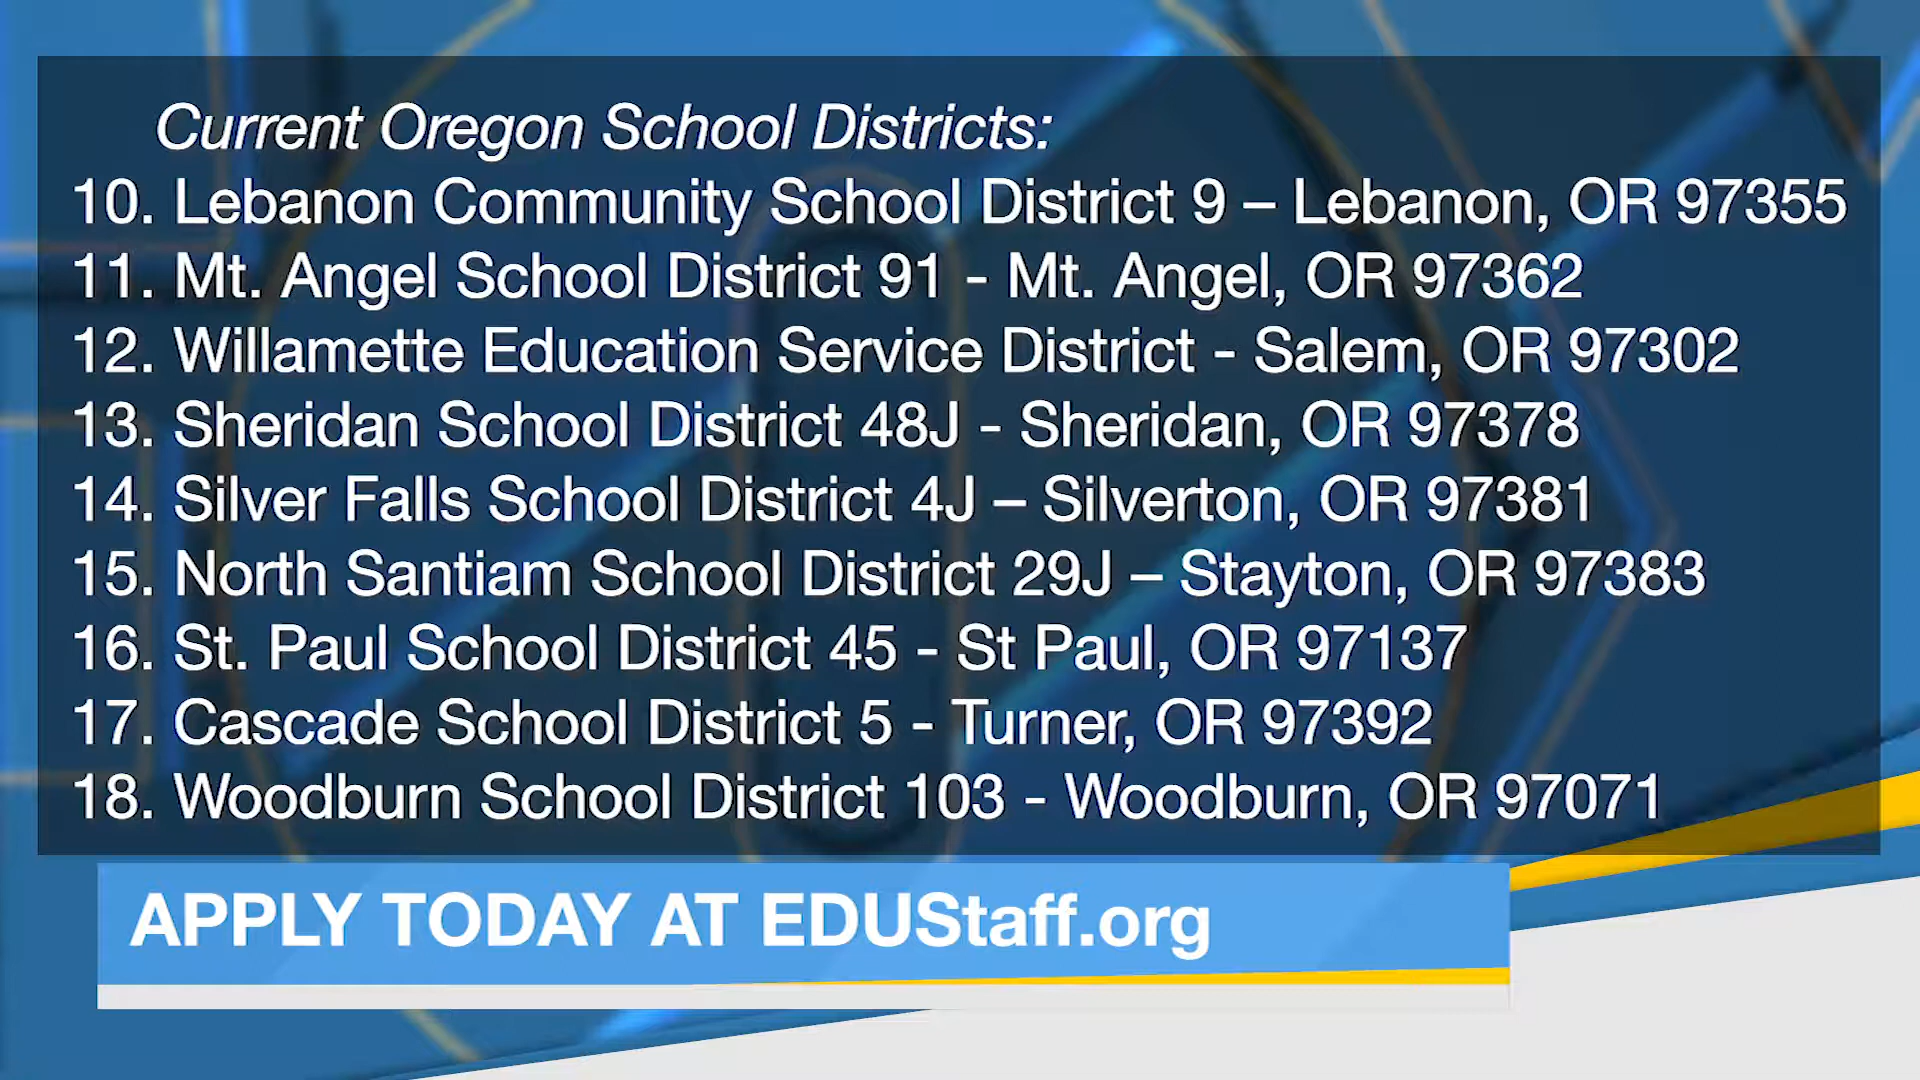 Current Oregon School Districts:
10. Lebanon Community School District 9 – Lebanon, OR 97355
11. Mt. Angel School District 91 - Mt. Angel, OR 97362
12. Willamette Education Service District - Salem, OR 97302
13. Sheridan School District 48J - Sheridan, OR 97378
14. Silver Falls School District 4J – Silverton, OR 97381
15. North Santiam School District 29J – Stayton, OR 97383
16. St. Paul School District 45 - St Paul, OR 97137
17. Cascade School District 5 - Turner, OR 97392
18. Woodburn School District 103 - Woodburn, OR 97071
APPLY TODAY AT EDUStaff.org